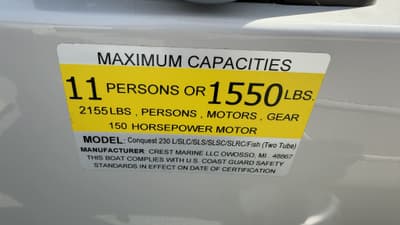 MAXIMUM CAPACITIES
11 PERSONS OR 1550 LBS.
2155 LBS , PERSONS , MOTORS , GEAR
150 HORSEPOWER MOTOR
MODEL: Conquest 230 L/SLC/SLS/SLSC/SLRC/Fish (Two Tube)
MANUFACTURER: CREST MARINE LLC OWOSSO, MI 48867
THIS BOAT COMPLIES WITH U.S. COAST GUARD SAFETY
STANDARDS IN EFFECT ON DATE OF CERTIFICATION